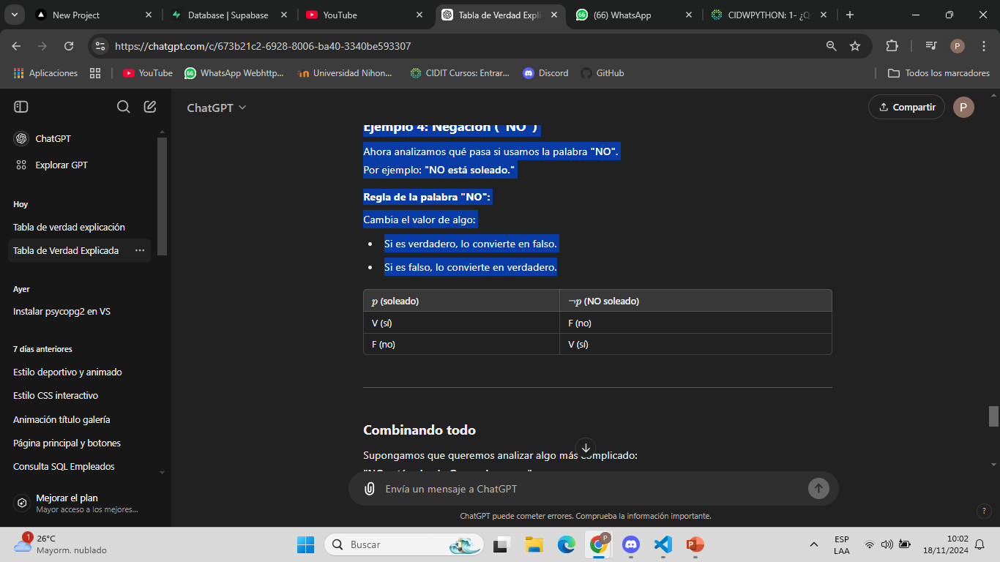 New Project
Database | Supabase
YouTube
Tabla de Verdad Expli
(66) WhatsApp
CIDWPYTHON: 1- ¿Q
https://chatgpt.com/c/673b21c2-6928-8006-ba40-3340be593307
P
Aplicaciones
YouTube
WhatsApp Webhttp...
Universidad Nihon...
CIDIT Cursos: Entrar...
Discord
GitHub
Todos los marcadores
ChatGPT
Compartir
P
ChatGPT
Explorar GPT
Hoy
Tabla de verdad explicación
Tabla de Verdad Explicada
Ayer
Instalar psycopg2 en VS
7 días anteriores
Estilo deportivo y animado
Estilo CSS interactivo
Animación título galería
Página principal y botones
Consulta SQL Empleados
Mejorar el plan
Mayor acceso a los mejores...
Ejemplo 4: Negación ("NO")
Ahora analizamos qué pasa si usamos la palabra "NO".
Por ejemplo: "NO está soleado."
Regla de la palabra "NO":
Cambia el valor de algo:
• Si es verdadero, lo convierte en falso.
• Si es falso, lo convierte en verdadero.
p (soleado) ¬p (NO soleado)
V (sí) F (no)
F (no) V (sí)
Combinando todo
Supongamos que queremos analizar algo más complicado:
Envía un mensaje a ChatGPT
ChatGPT puede cometer errores. Comprueba la información importante.
?
1
26°C
Mayorm. nublado
Buscar
P
ESP
LAA
10:02
18/11/2024